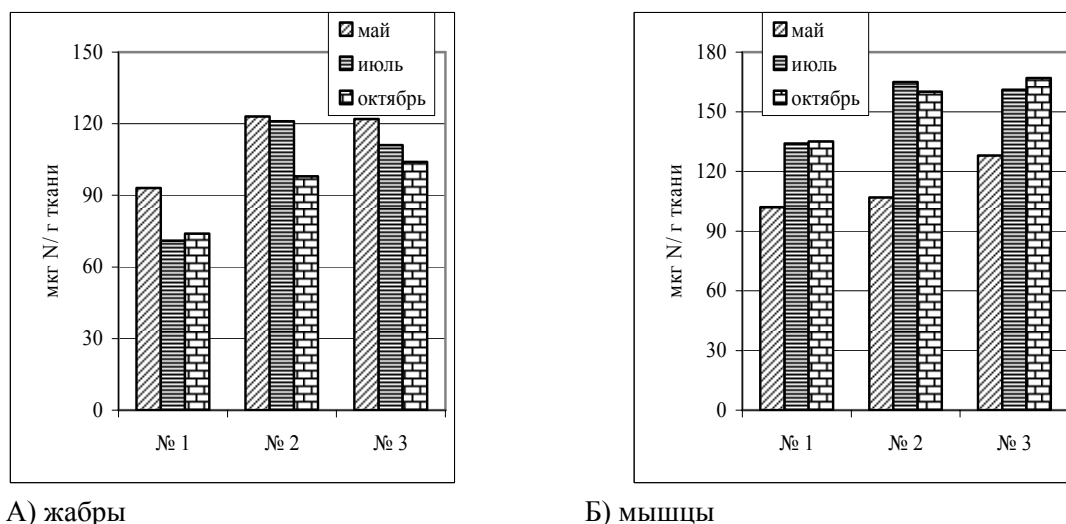 май
июль
октябрь
150
120
90
60
30
0
мкг N/ г ткани
№ 1
№ 2
№ 3
А) жабры
май
июль
октябрь
180
150
120
90
60
30
0
мкг N/ г ткани
№ 1
№ 2
№ 3
Б) мышцы